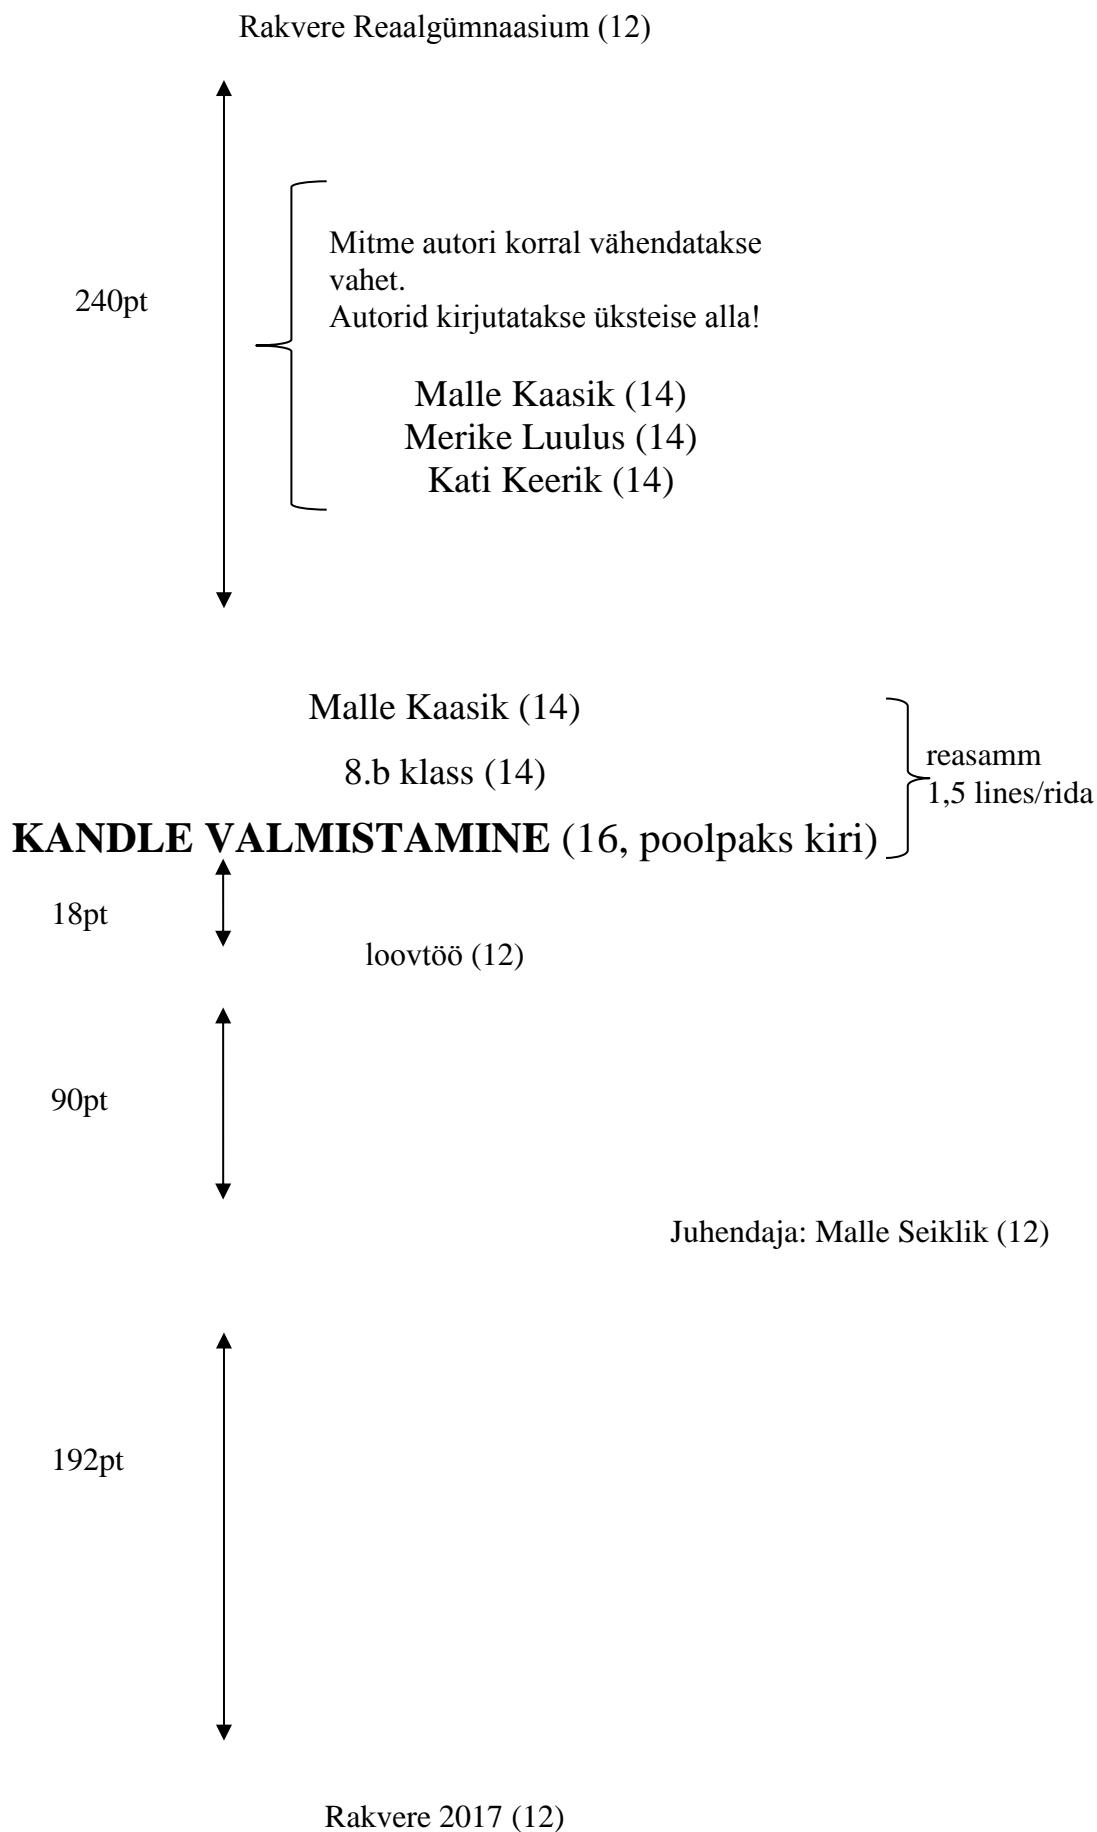 Rakvere Reaalgümnaasium (12)
Mitme autori korral vähendatakse
vahet.
240pt
Autorid kirjutatakse üksteise alla!
Malle Kaasik (14)
Merike Luulus (14)
Kati Keerik (14)
Malle Kaasik (14)
reasamm
8.b klass (14)
1,5 lines/rida
KANDLE VALMISTAMINE (16, poolpaks kiri)
18pt
loovtöö (12)
90pt
Juhendaja: Malle Seiklik (12)
192pt
Rakvere 2017 (12)